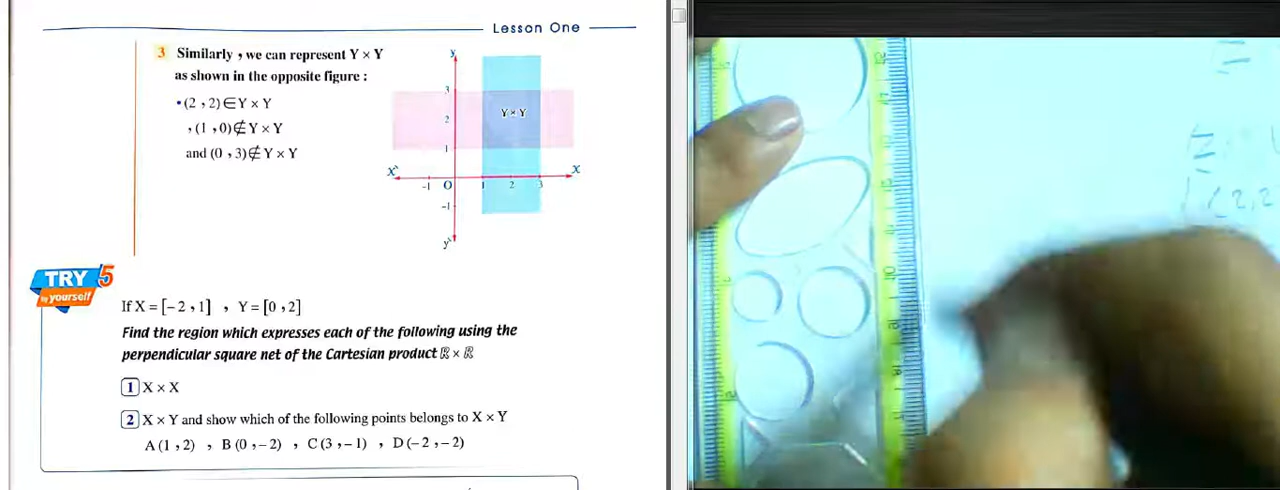 Lesson One
3 Similarly , we can represent Y × Y
as shown in the opposite figure :
• (2 , 2) ∈ Y × Y
, (1 , 0) ∉ Y × Y
and (0 , 3) ∉ Y × Y
y
3
2
1
Y × Y
x̀ -1 O 1 2 3 x
-1
ỳ
TRY 5
by yourself
If X = [– 2 , 1] , Y = [0 , 2]
Find the region which expresses each of the following using the
perpendicular square net of the Cartesian product ℝ × ℝ
1 X × X
2 X × Y and show which of the following points belongs to X × Y
A (1 , 2) , B (0 , – 2) , C (3 , – 1) , D (– 2 , – 2)